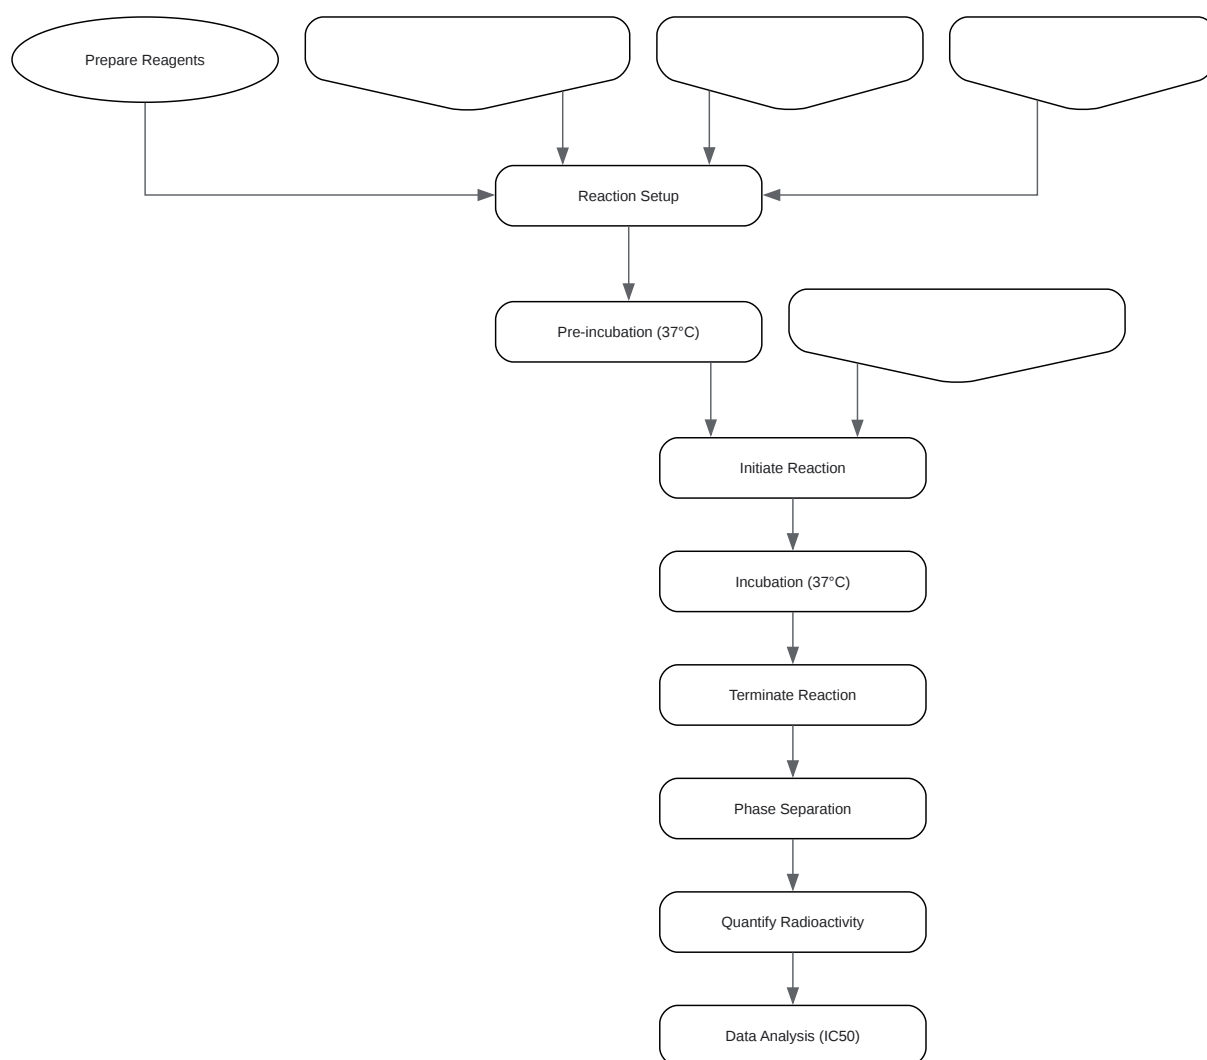 Prepare Reagents
Reaction Setup
Pre-incubation (37°C)
Initiate Reaction
Incubation (37°C)
Terminate Reaction
Phase Separation
Quantify Radioactivity
Data Analysis (IC50)